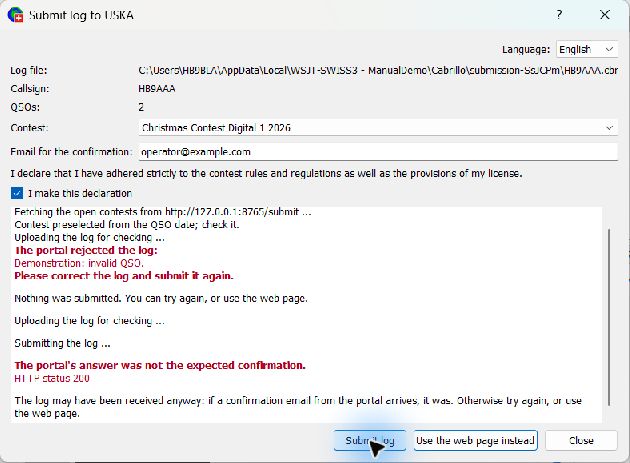 Submit log to USKA
?
Language: English
Log file: C:\Users\HB9BLA\AppData\Local\WSJT-SWISS3 - ManualDemo\Cabrillo\submission-SsJCPm\HB9AAA.cbr
Callsign: HB9AAA
QSOs: 2
Contest: Christmas Contest Digital 1 2026
Email for the confirmation: operator@example.com
I declare that I have adhered strictly to the contest rules and regulations as well as the provisions of my license.
I make this declaration
Fetching the open contests from http://127.0.0.1:8765/submit ...
Contest preselected from the QSO date; check it.
Uploading the log for checking ...
The portal rejected the log:
Demonstration: invalid QSO.
Please correct the log and submit it again.
Nothing was submitted. You can try again, or use the web page.
Uploading the log for checking ...
Submitting the log ...
The portal's answer was not the expected confirmation.
HTTP status 200
The log may have been received anyway: if a confirmation email from the portal arrives, it was. Otherwise try again, or use
the web page.
Submit log Use the web page instead Close